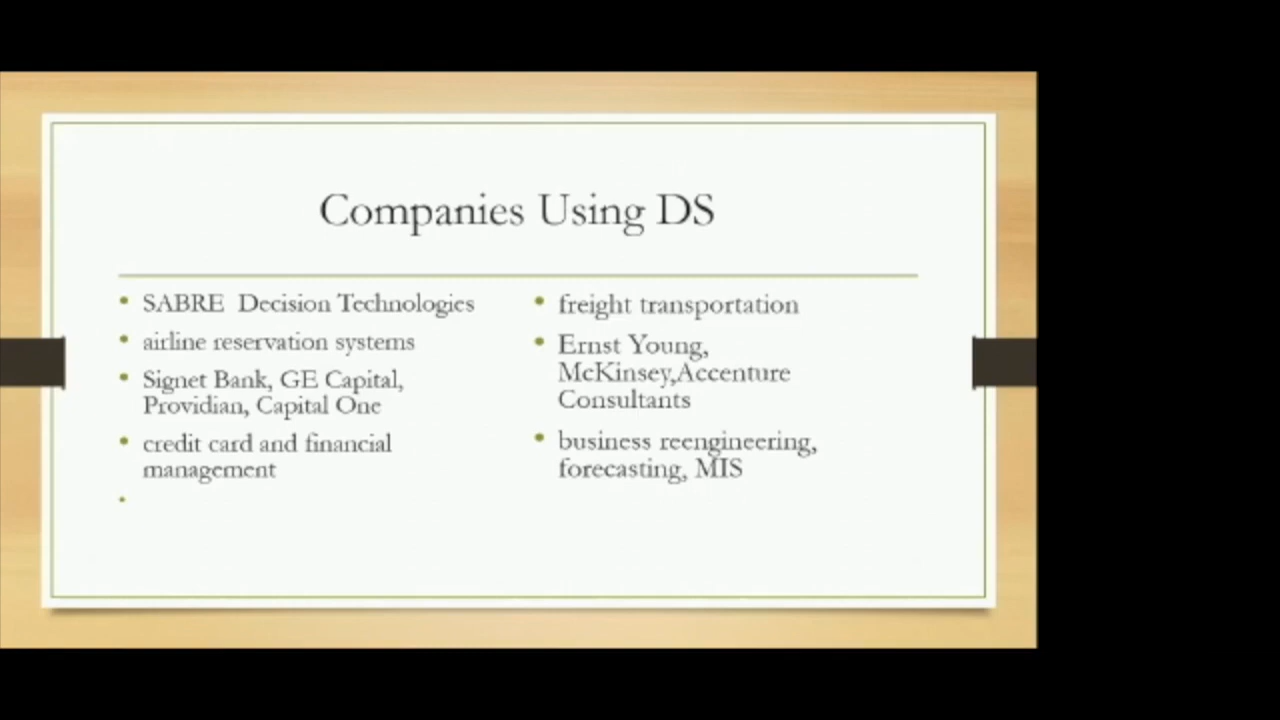 Companies Using DS
SABRE  Decision Technologies
airline reservation systems
Signet Bank, GE Capital,
Providian, Capital One
credit card and financial
management
freight transportation
Ernst Young,
McKinsey,Accenture
Consultants
business reengineering,
forecasting, MIS